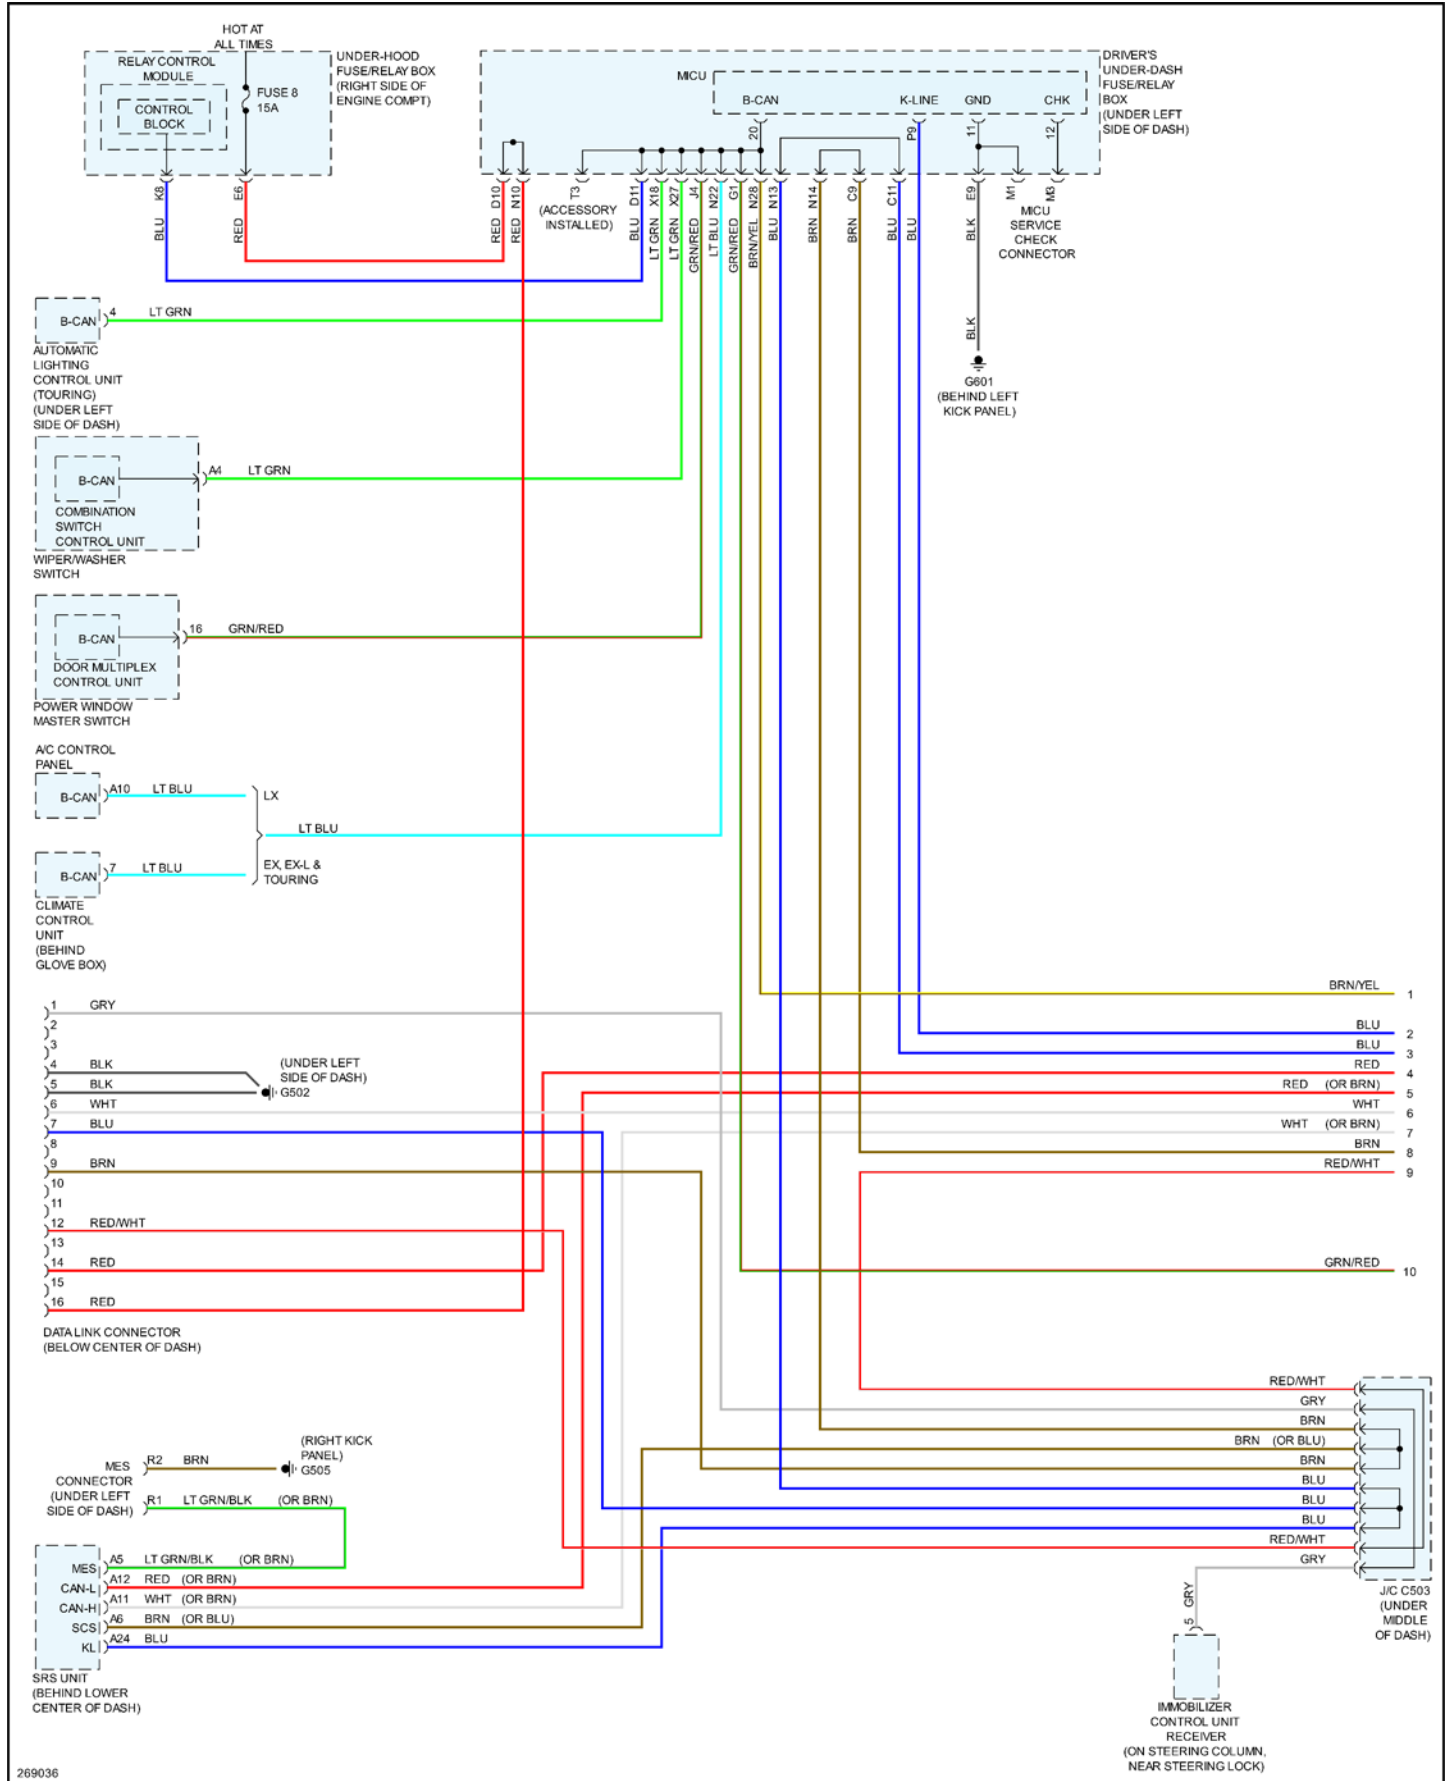 HOT AT
ALL TIMES
RELAY CONTROL
MODULE
CONTROL
BLOCK
FUSE 8
15A
UNDER-HOOD
FUSE/RELAY BOX
(RIGHT SIDE OF
ENGINE COMPT)
MICU
B-CAN
K-LINE
GND
CHK
DRIVER'S
UNDER-DASH
FUSE/RELAY
BOX
(UNDER LEFT
SIDE OF DASH)
20
P9
11
12
K8
E6
D10
N10
T3
D11
X18
X27
J4
N22
G1
N28
N13
N14
C9
C11
E9
M1
M3
BLU
RED
RED
RED
(ACCESSORY
INSTALLED)
BLU
LT GRN
LT GRN
GRN/RED
LT BLU
GRN/RED
BRN/YEL
BLU
BRN
BRN
BLU
BLU
BLK
MICU
SERVICE
CHECK
CONNECTOR
BLK
G601
(BEHIND LEFT
KICK PANEL)
B-CAN
4
LT GRN
AUTOMATIC
LIGHTING
CONTROL UNIT
(TOURING)
(UNDER LEFT
SIDE OF DASH)
B-CAN
A4
LT GRN
COMBINATION
SWITCH
CONTROL UNIT
WIPER/WASHER
SWITCH
B-CAN
16
GRN/RED
DOOR MULTIPLEX
CONTROL UNIT
POWER WINDOW
MASTER SWITCH
A/C CONTROL
PANEL
B-CAN
A10
LT BLU
LX
LT BLU
B-CAN
7
LT BLU
EX, EX-L &
TOURING
CLIMATE
CONTROL
UNIT
(BEHIND
GLOVE BOX)
1 GRY
2
3
4 BLK
5 BLK
(UNDER LEFT
SIDE OF DASH)
G502
6 WHT
7 BLU
8
9 BRN
10
11
12 RED/WHT
13
14 RED
15
16 RED
DATA LINK CONNECTOR
(BELOW CENTER OF DASH)
BRN/YEL 1
BLU 2
BLU 3
RED 4
RED (OR BRN) 5
WHT 6
WHT (OR BRN) 7
BRN 8
RED/WHT 9
GRN/RED 10
MES
CONNECTOR
(UNDER LEFT
SIDE OF DASH)
R2 BRN
(RIGHT KICK
PANEL)
G505
R1 LT GRN/BLK (OR BRN)
MES A5 LT GRN/BLK (OR BRN)
CAN-L A12 RED (OR BRN)
CAN-H A11 WHT (OR BRN)
SCS A6 BRN (OR BLU)
KL A24 BLU
SRS UNIT
(BEHIND LOWER
CENTER OF DASH)
RED/WHT
GRY
BRN
BRN (OR BLU)
BRN
BLU
BLU
BLU
RED/WHT
GRY
J/C C503
(UNDER
MIDDLE
OF DASH)
GRY
5
IMMOBILIZER
CONTROL UNIT
RECEIVER
(ON STEERING COLUMN,
NEAR STEERING LOCK)
269036